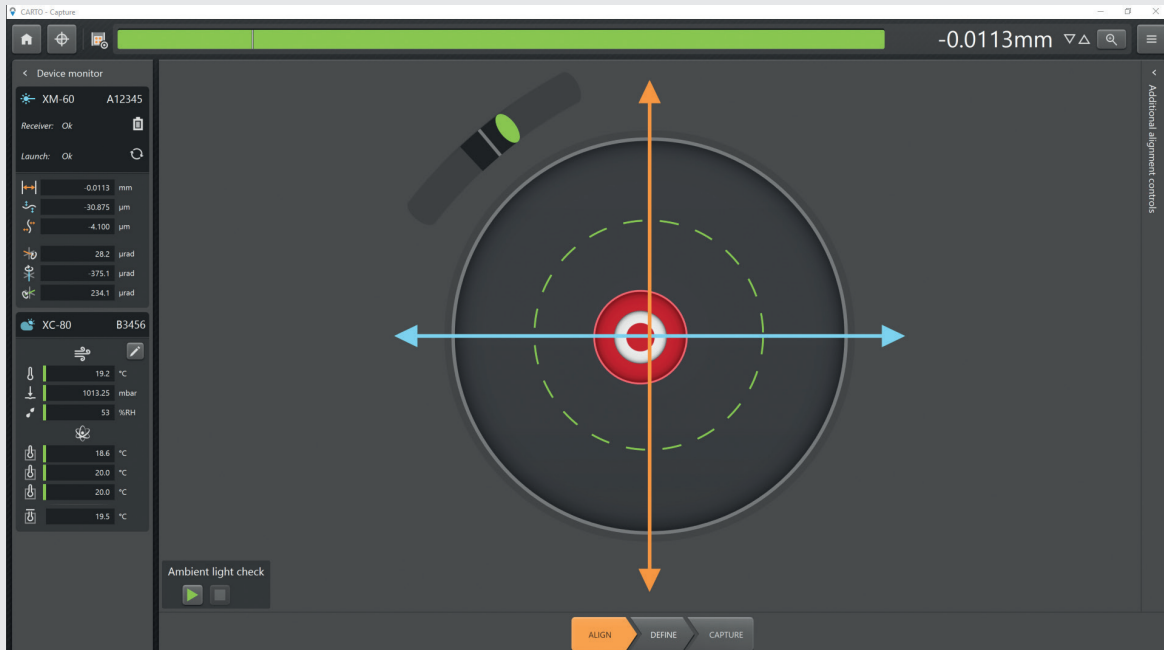 CARTO - Capture
-0.0113mm
Device monitor
XM-60 A12345
Receiver: Ok
Launch: Ok
-0.0113 mm
-30.875 µm
-4.100 µm
28.2 µrad
-375.1 µrad
234.1 µrad
XC-80 B3456
19.2 °C
1013.25 mbar
53 %RH
18.6 °C
20.0 °C
20.0 °C
19.5 °C
Additional alignment controls
Ambient light check
ALIGN DEFINE CAPTURE